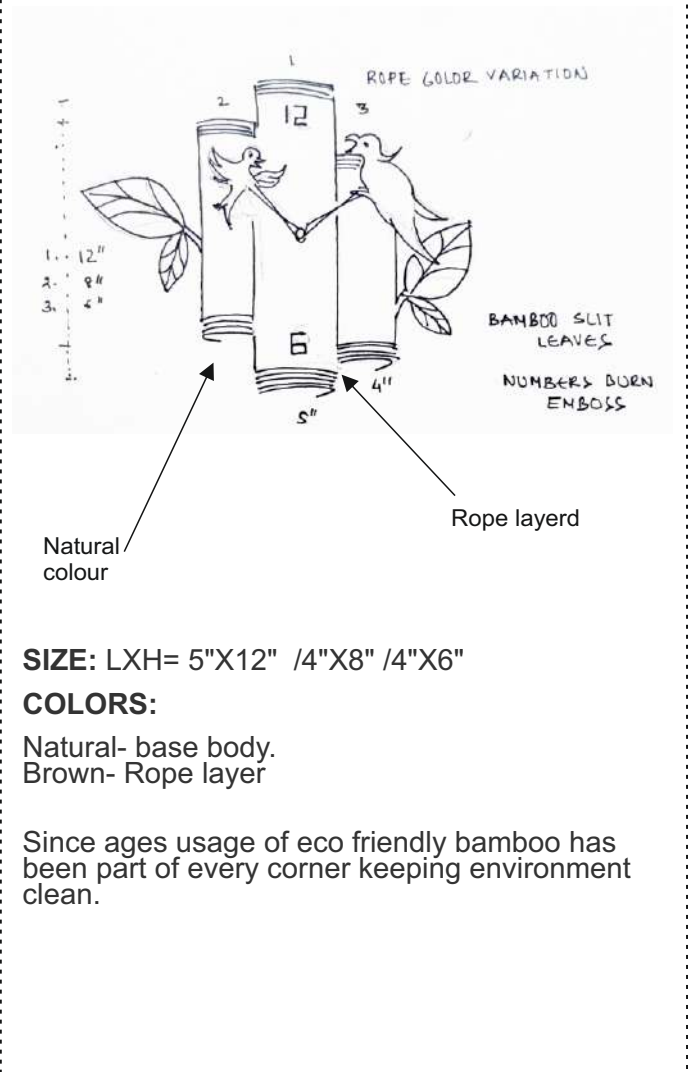 1
ROPE COLOR VARIATION
2
3
12
1. 12"
2. 8"
3. 6"
6
BAMBOO SLIT
LEAVES
4"
NUMBERS BURN
EMBOSS
5"
Rope layerd
Natural
colour
SIZE: LXH= 5"X12" /4"X8" /4"X6"
COLORS:
Natural- base body.
Brown- Rope layer
Since ages usage of eco friendly bamboo has
been part of every corner keeping environment
clean.